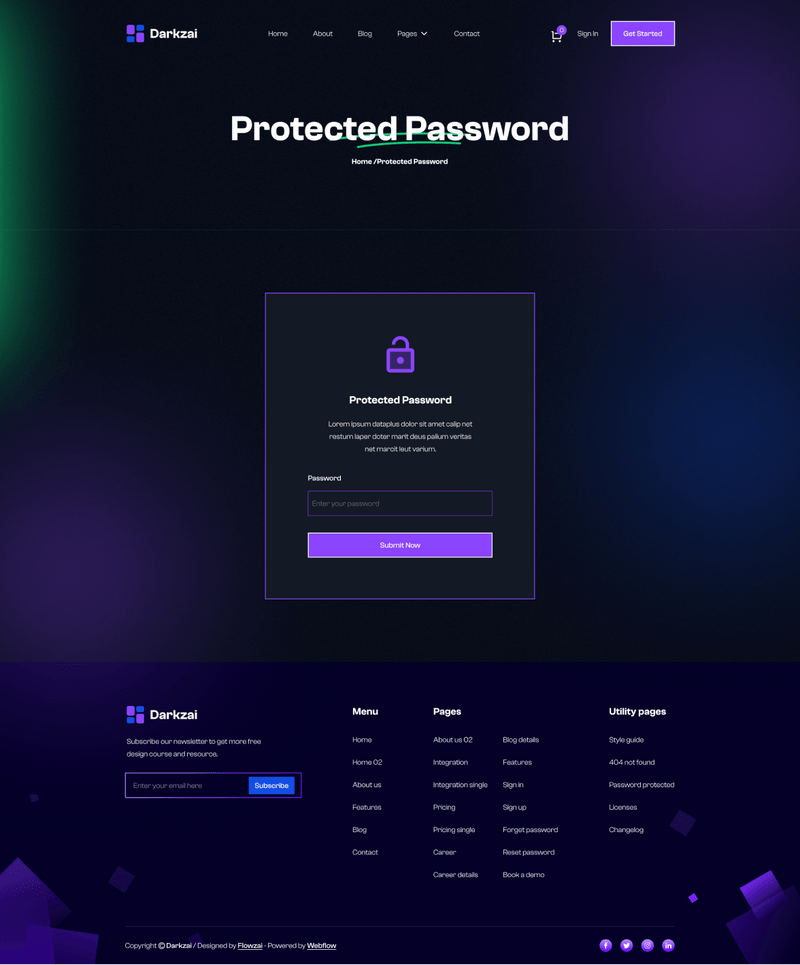 Darkzai
Home
About
Blog
Pages
Contact
0
Sign In
Get Started
Protected Password
Home /Protected Password
Protected Password
Lorem ipsum dataplus dolor sit amet calip net
restum laper doter marit deus palium veritas
net marcit leut varium.
Password
Enter your password
Submit Now
Darkzai
Subscribe our newsletter to get more free
design course and resource.
Enter your email here
Subscribe
Menu
Home
Home 02
About us
Features
Blog
Contact
Pages
About us 02
Integration
Integration single
Pricing
Pricing single
Career
Career details
Blog details
Features
Sign in
Sign up
Forget password
Reset password
Book a demo
Utility pages
Style guide
404 not found
Password protected
Licenses
Changelog
Copyright © Darkzai / Designed by Flowzai - Powered by Webflow